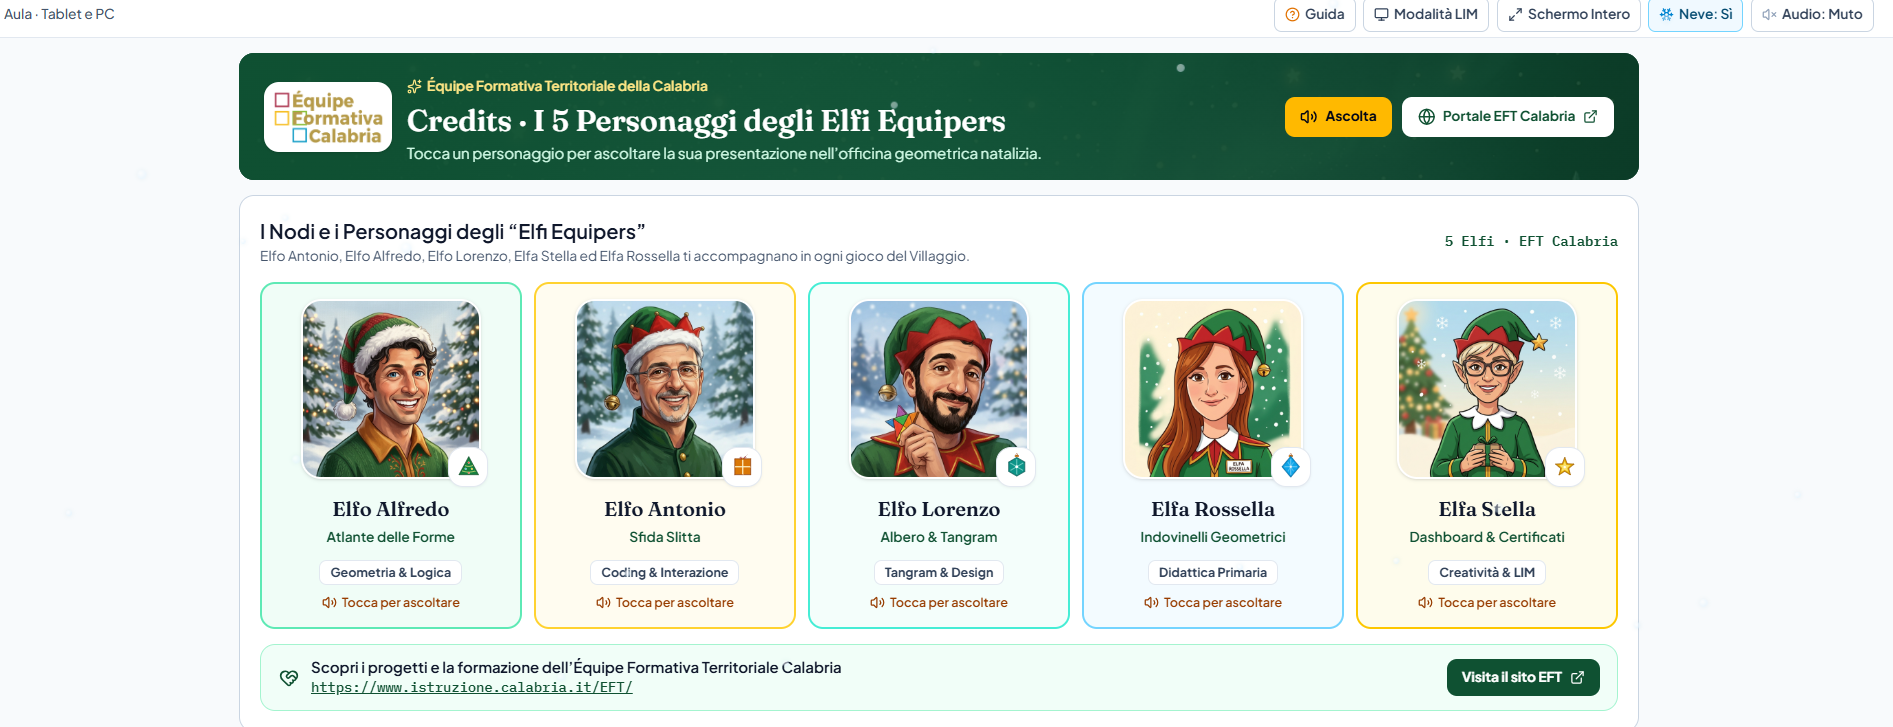 Aula · Tablet e PC
Guida
Modalità LIM
Schermo Intero
Neve: Sì
Audio: Muto
Équipe
Formativa
Calabria
Équipe Formativa Territoriale della Calabria
Credits · I 5 Personaggi degli Elfi Equipers
Tocca un personaggio per ascoltare la sua presentazione nell’officina geometrica natalizia.
Ascolta
Portale EFT Calabria
I Nodi e i Personaggi degli “Elfi Equipers”
Elfo Antonio, Elfo Alfredo, Elfo Lorenzo, Elfa Stella ed Elfa Rossella ti accompagnano in ogni gioco del Villaggio.
5 Elfi · EFT Calabria
Elfo Alfredo
Atlante delle Forme
Geometria & Logica
Tocca per ascoltare
Elfo Antonio
Sfida Slitta
Coding & Interazione
Tocca per ascoltare
Elfo Lorenzo
Albero & Tangram
Tangram & Design
Tocca per ascoltare
ELFA
ROSSELLA
Elfa Rossella
Indovinelli Geometrici
Didattica Primaria
Tocca per ascoltare
Elfa Stella
Dashboard & Certificati
Creatività & LIM
Tocca per ascoltare
Scopri i progetti e la formazione dell’Équipe Formativa Territoriale Calabria
https://www.istruzione.calabria.it/EFT/
Visita il sito EFT